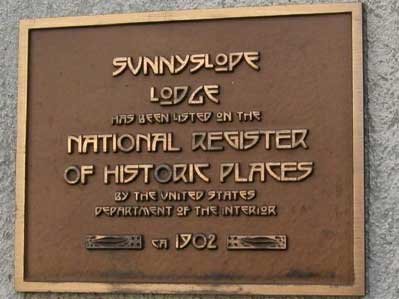 SUNNYSLOPE
LODGE
HAS BEEN LISTED ON THE
NATIONAL REGISTER
OF HISTORIC PLACES
BY THE UNITED STATES
DEPARTMENT OF THE INTERIOR
CA 1902